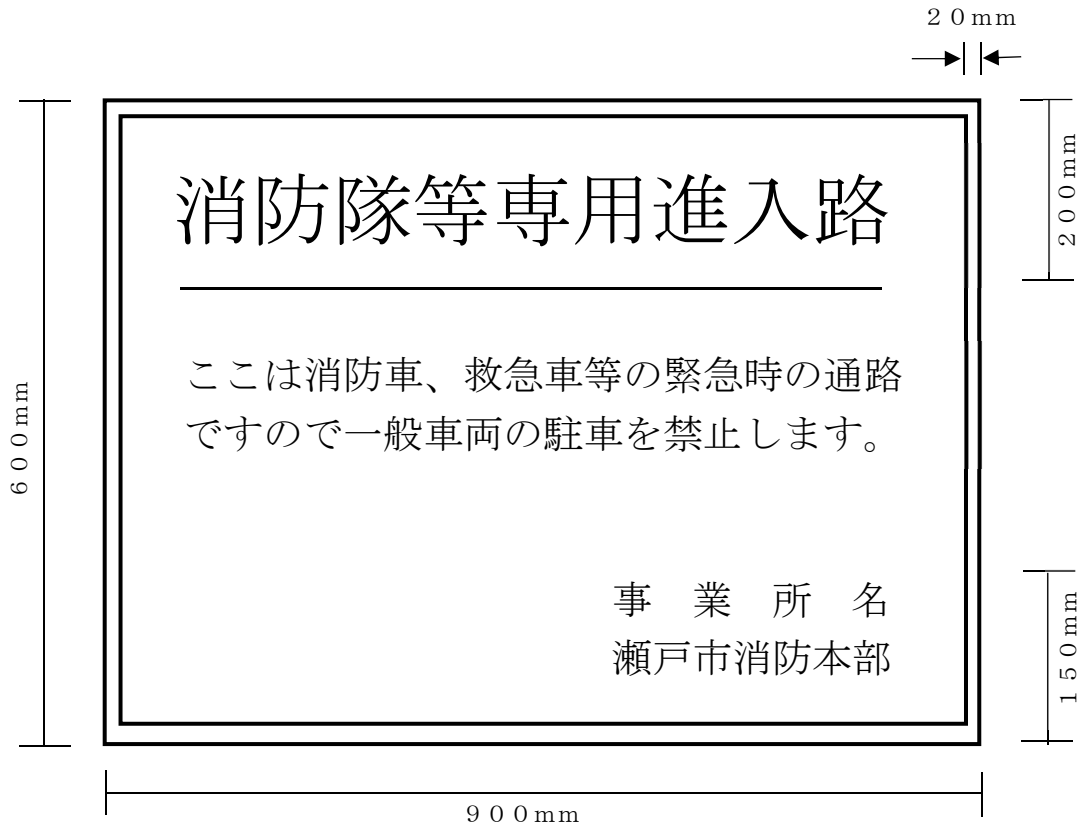 ２０mm
消防隊等専用進入路
２００mm
ここは消防車、救急車等の緊急時の通路
ですので一般車両の駐車を禁止します。
６００mm
事　業　所　名
瀬戸市消防本部
１５０mm
９００mm